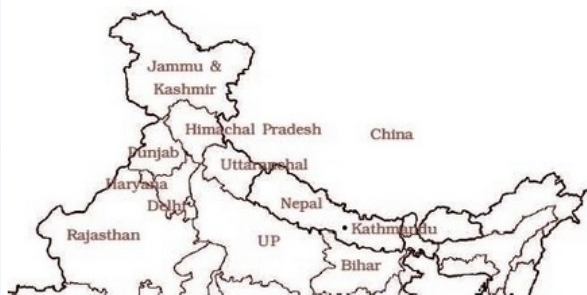 Jammu &
Kashmir
Himachal Pradesh
China
Punjab
Uttaranchal
Haryana
Nepal
Delhi
Kathmandu
Rajasthan
UP
Bihar